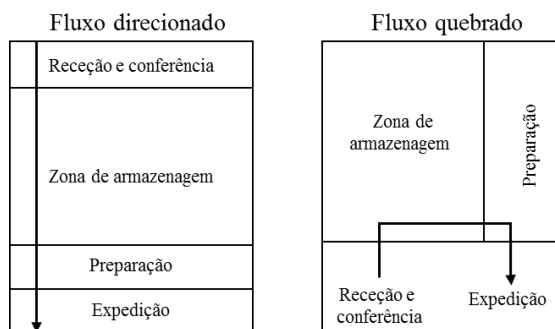 Fluxo direcionado
Receção e conferência
Zona de armazenagem
Preparação
Expedição
Fluxo quebrado
Zona de
armazenagem
Preparação
Receção e
conferência
Expedição